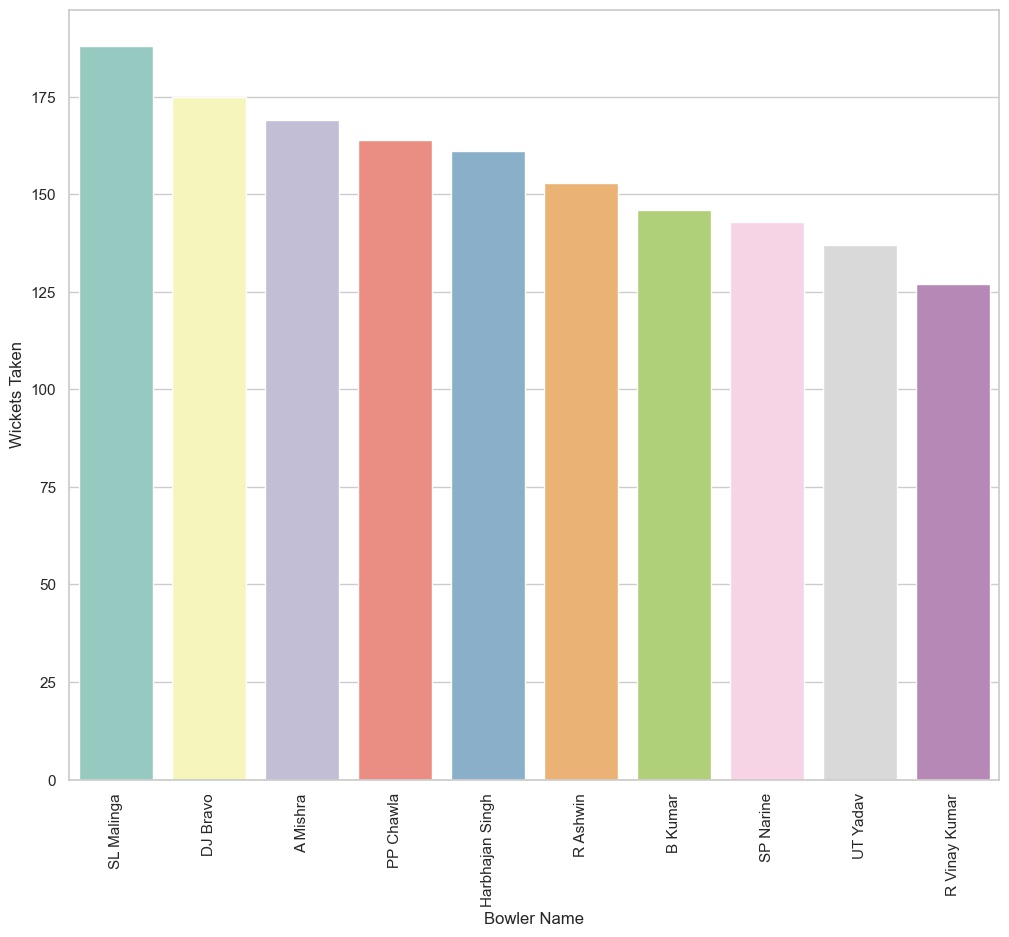 175
150
125
100
75
50
25
0
Wickets Taken
SL Malinga
DJ Bravo
A Mishra
PP Chawla
Harbhajan Singh
R Ashwin
B Kumar
SP Narine
UT Yadav
R Vinay Kumar
Bowler Name